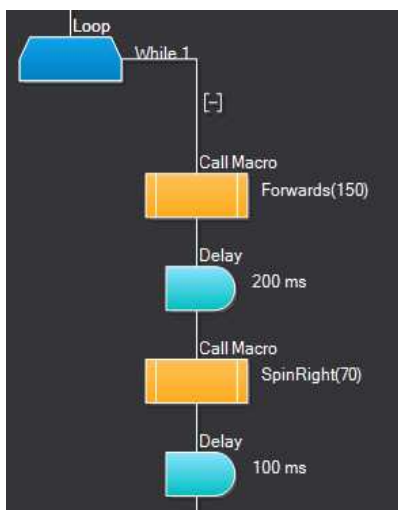 Loop
While 1
[-]
Call Macro
Forwards(150)
Delay
200 ms
Call Macro
SpinRight(70)
Delay
100 ms